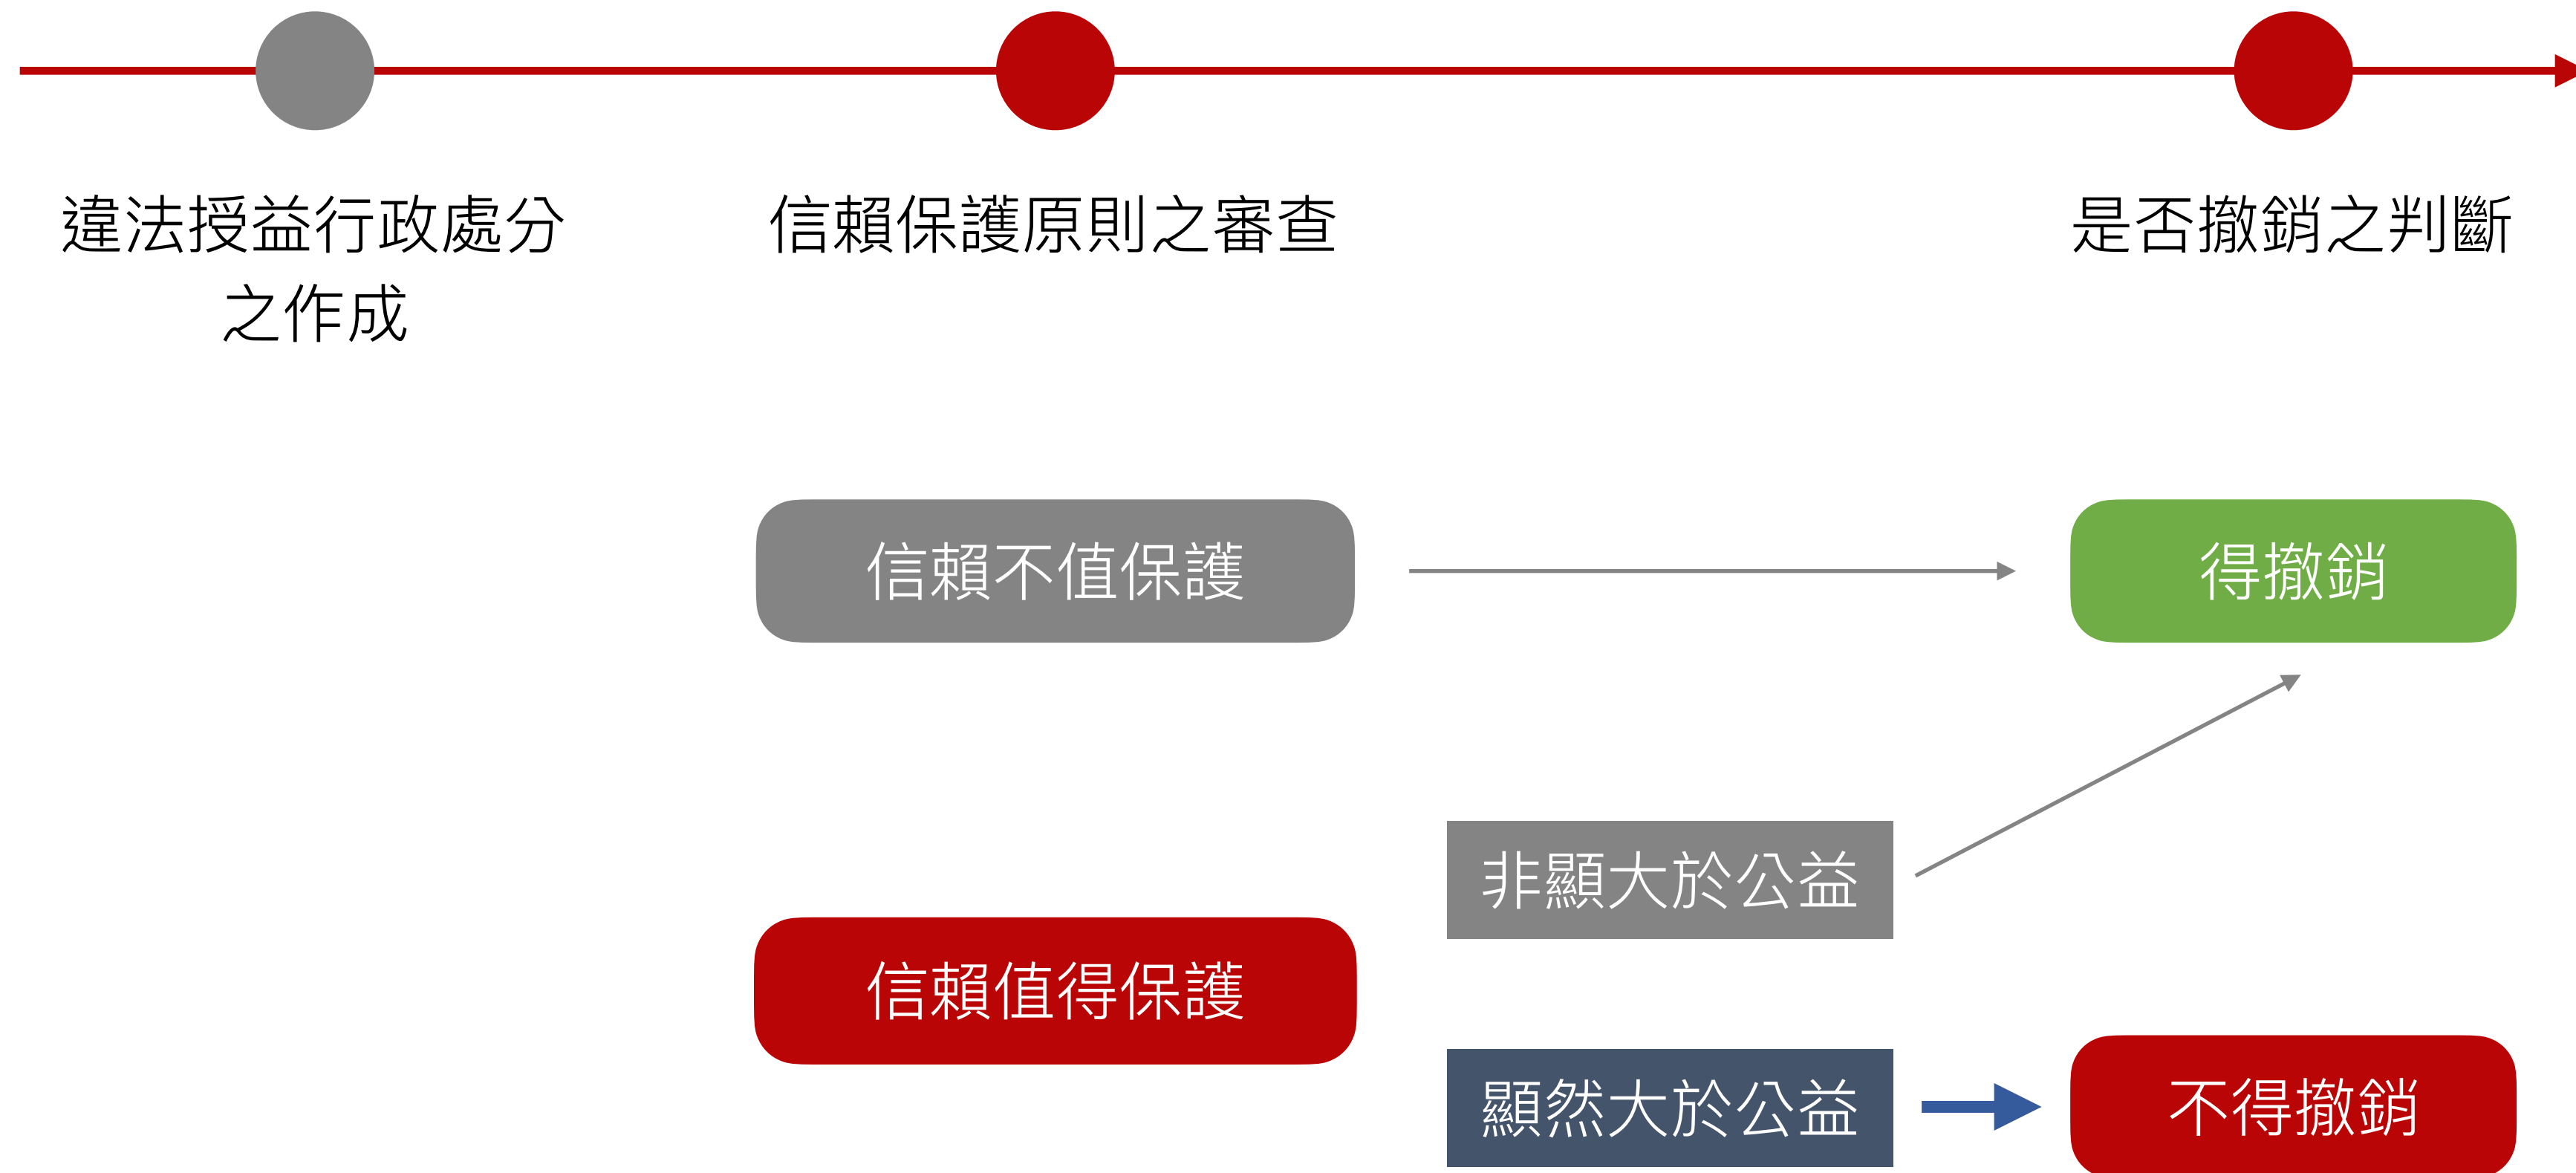 違法授益行政處分
之作成
信賴保護原則之審查
是否撤銷之判斷
信賴不值保護
得撤銷
非顯大於公益
信賴值得保護
顯然大於公益
不得撤銷